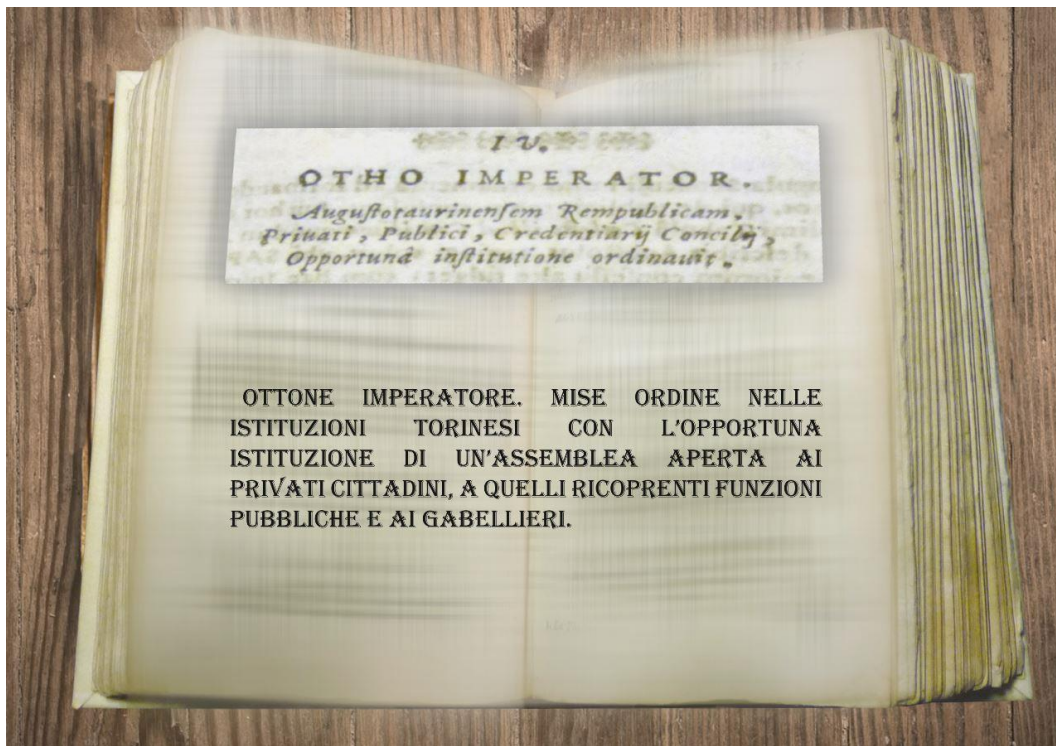 IV.
OTHO IMPERATOR.
Auguſtotaurinenſem Rempublicam,
Priuati, Publici, Credentiarij Concilij,
Opportunâ inſtitutione ordinauit.
OTTONE IMPERATORE. MISE ORDINE NELLE
ISTITUZIONI TORINESI CON L'OPPORTUNA
ISTITUZIONE DI UN'ASSEMBLEA APERTA AI
PRIVATI CITTADINI, A QUELLI RICOPRENTI FUNZIONI
PUBBLICHE E AI GABELLIERI.